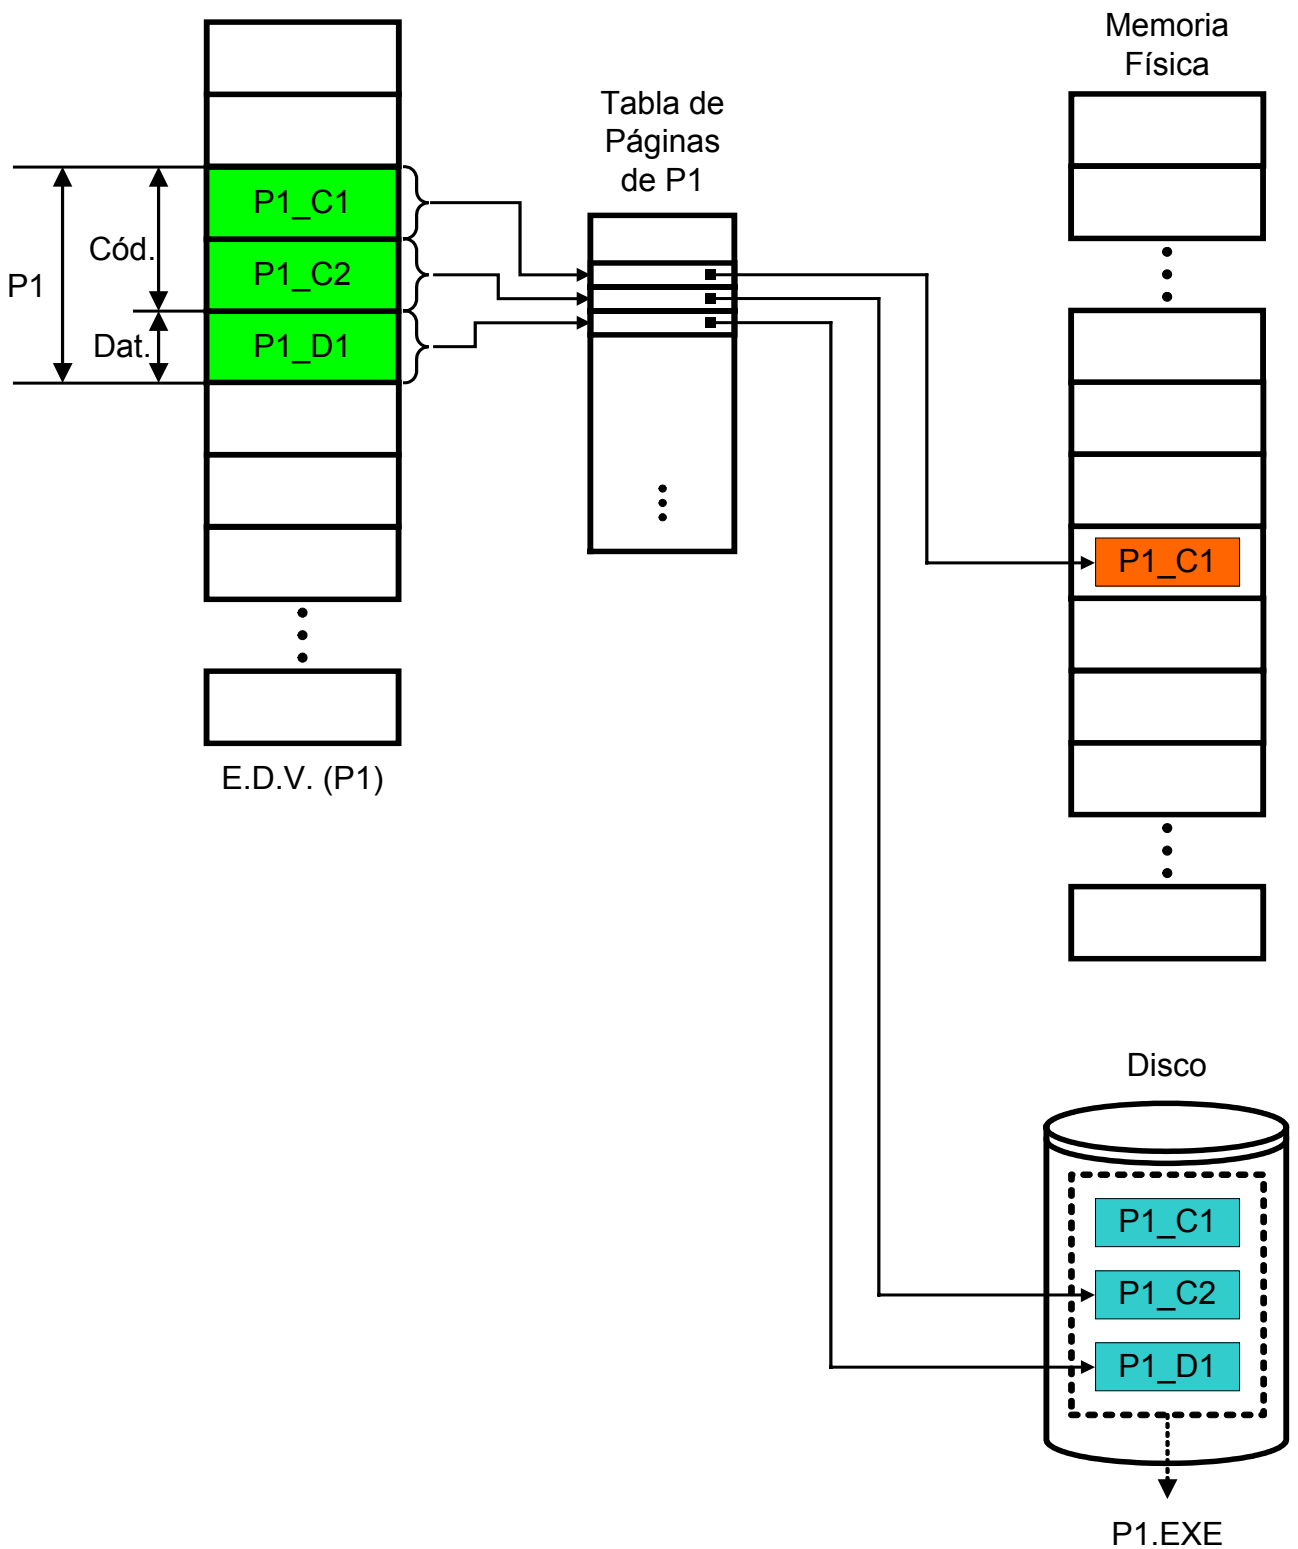 Memoria
Física
Tabla de
Páginas
de P1
P1
Cód.
Dat.
P1_C1
P1_C2
P1_D1
E.D.V. (P1)
P1_C1
Disco
P1_C1
P1_C2
P1_D1
P1.EXE